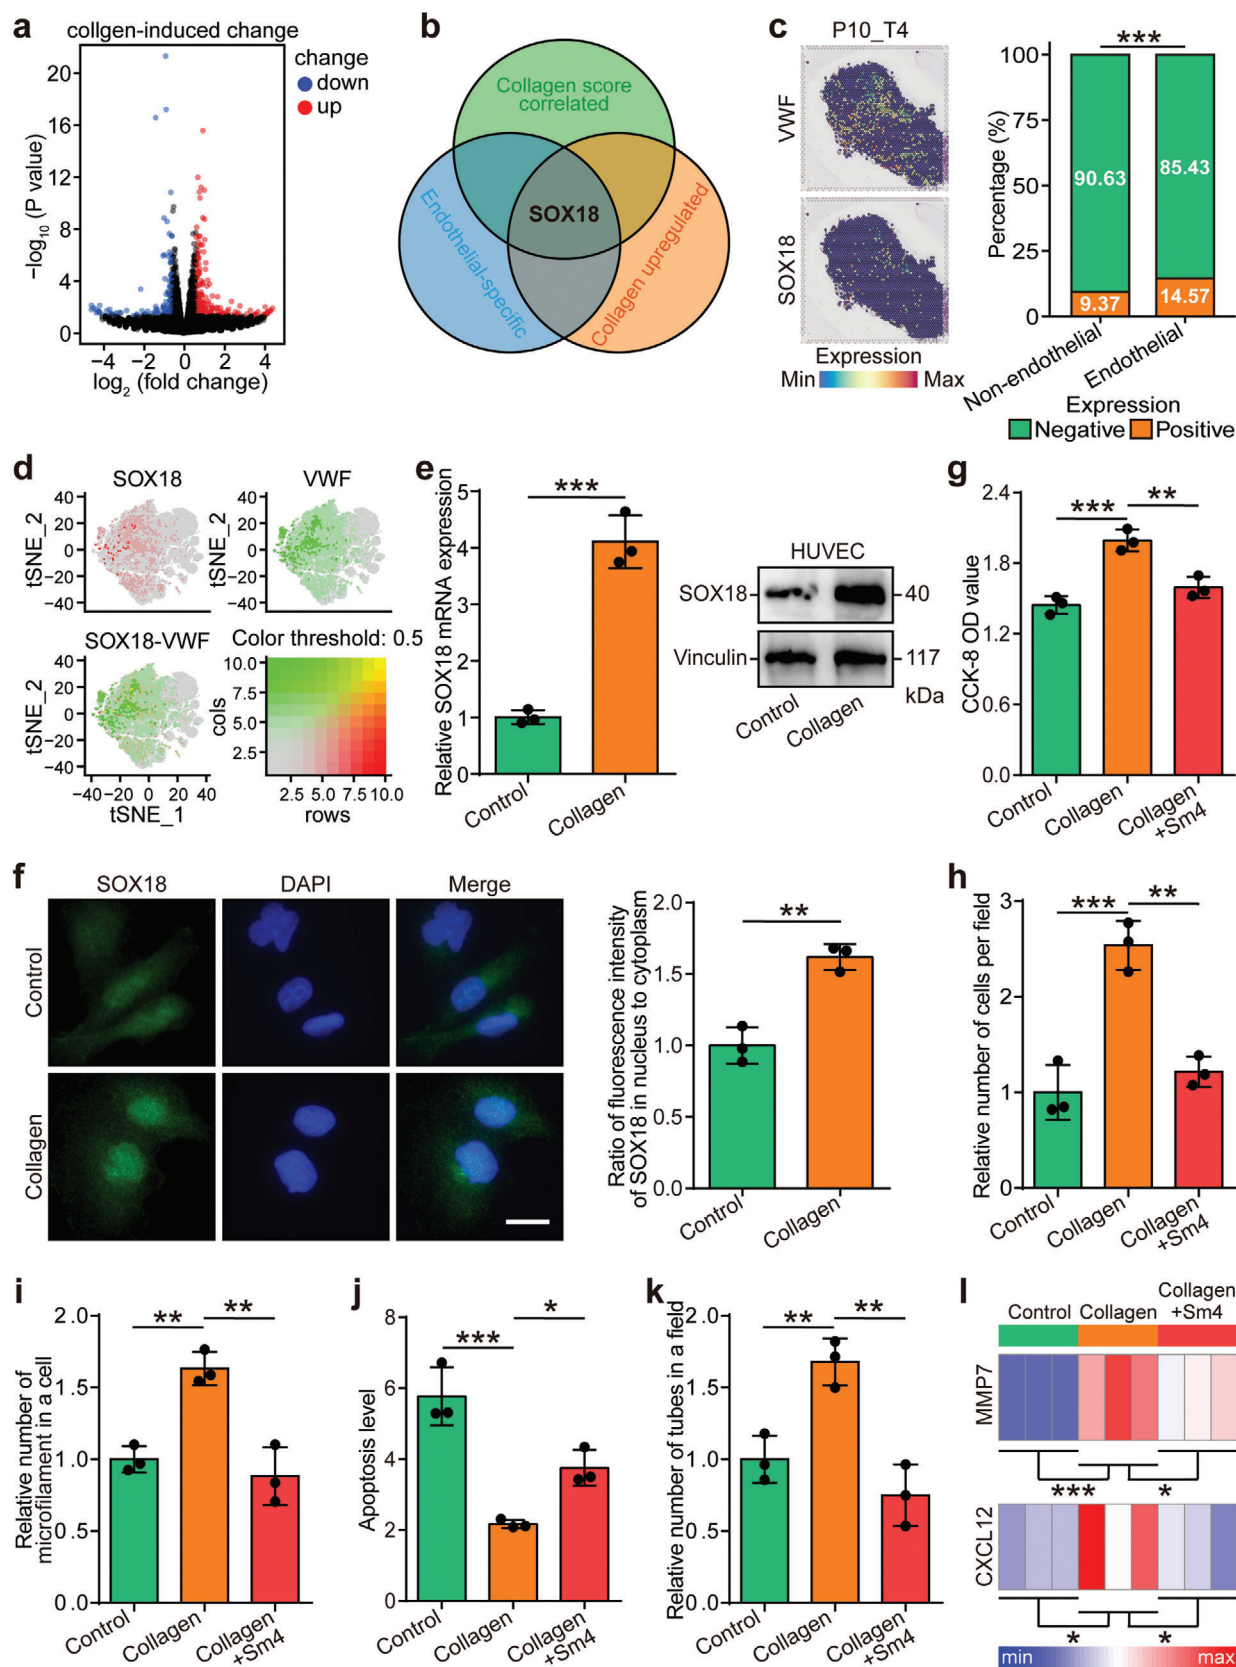 a
collgen-induced change
change
down
up
−log10 (P value)
20
16
12
8
4
0
−4 −2 0 2 4
log2 (fold change)
b
Collagen score
correlated
Endothelial-specific
SOX18
Collagen upregulated
c
P10_T4
VWF
SOX18
Expression
Min Max
***
Percentage (%)
100
75
50
25
0
90.63
85.43
9.37
14.57
Non-endothelial
Endothelial
Expression
Negative Positive
d
SOX18
VWF
tSNE_2
40
20
0
−20
−40
tSNE_2
40
20
0
−20
−40
SOX18-VWF
Color threshold: 0.5
tSNE_2
40
20
0
−20
−40
−40 −20 0 20 40
tSNE_1
cols
10.0
7.5
5.0
2.5
2.5 5.0 7.5 10.0
rows
e
Relative SOX18 mRNA expression
5
4
3
2
1
0
***
Control
Collagen
HUVEC
SOX18
40
Vinculin
117
kDa
Control
Collagen
g
CCK-8 OD value
2.4
1.8
1.2
0.6
0.0
*** **
Control
Collagen
Collagen
+Sm4
f
SOX18 DAPI Merge
Control
Collagen
Ratio of fluorescence intensity
of SOX18 in nucleus to cytoplasm
2.0
1.5
1.0
0.5
0.0
**
Control
Collagen
h
Relative number of cells per field
3
2
1
0
*** **
Control
Collagen
Collagen
+Sm4
i
Relative number of
microfilament in a cell
2.0
1.5
1.0
0.5
0.0
** **
Control
Collagen
Collagen
+Sm4
j
Apoptosis level
8
6
4
2
0
*** *
Control
Collagen
Collagen
+Sm4
k
Relative number of tubes in a field
2.0
1.5
1.0
0.5
0.0
** **
Control
Collagen
Collagen
+Sm4
l
Control Collagen Collagen
+Sm4
MMP7
*** *
CXCL12
* *
min max